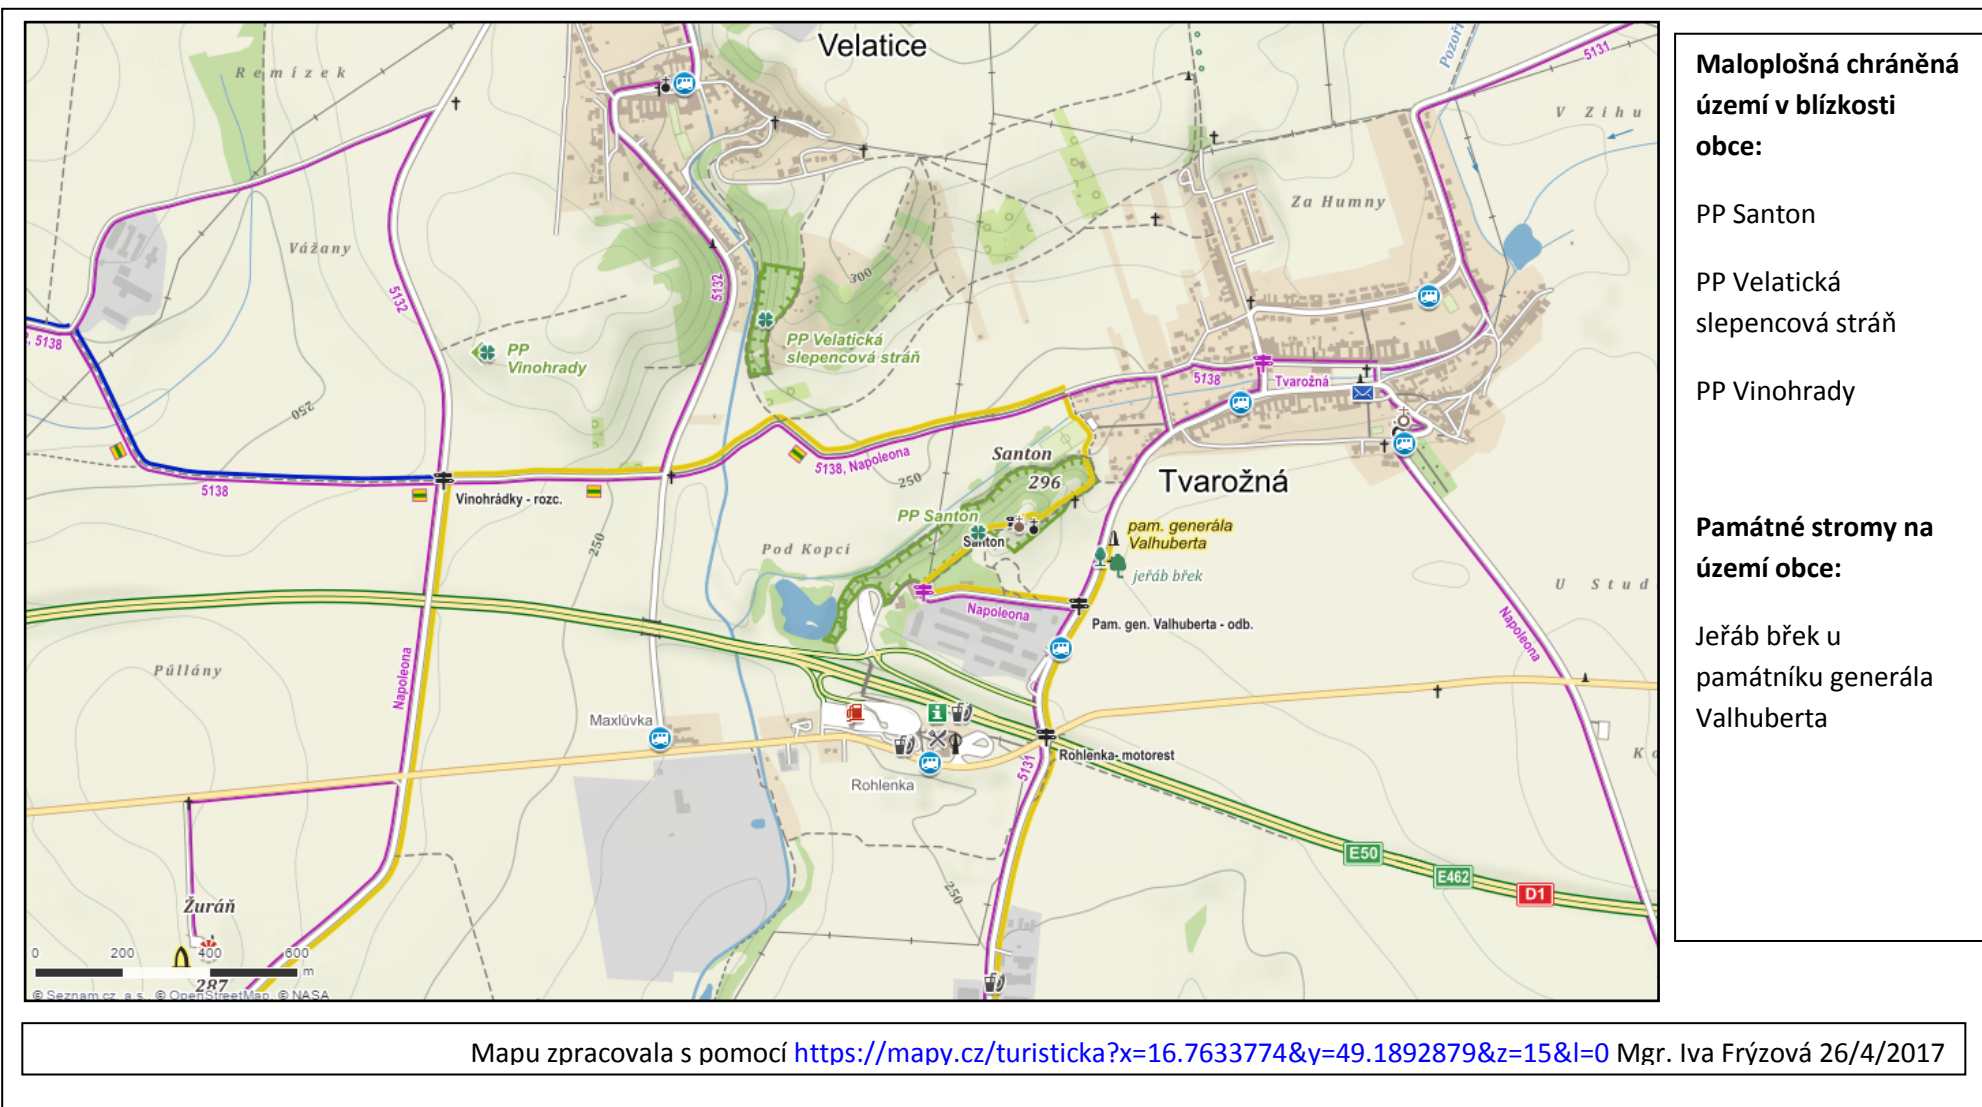 Velatice
Remízek
Pozoř
5131
V Zihu
Za Humny
Vážany
5132
5132
300
5138
PP
Vinohrady
PP Velatická
slepencová stráň
250
5138
Tvarožná
5138, Napoleona
Santon
296
250
Tvarožná
5138
Vinohrádky - rozc.
PP Santon
Santon
pam. generála
Valhuberta
jeřáb břek
Pod Kopci
250
U Stud
Napoleona
Pam. gen. Valhuberta - odb.
Napoleona
Půllány
Napoleona
Maxlůvka
Rohlenka- motorest
5131
Rohlenka
E50
E462
D1
250
Žuráň
287
0 200 400 600
m
© Seznam.cz, a.s., © OpenStreetMap, © NASA
Maloplošná chráněná
území v blízkosti
obce:
PP Santon
PP Velatická
slepencová stráň
PP Vinohrady
Památné stromy na
území obce:
Jeřáb břek u
památníku generála
Valhuberta
Mapu zpracovala s pomocí https://mapy.cz/turisticka?x=16.7633774&y=49.1892879&z=15&l=0 Mgr. Iva Frýzová 26/4/2017